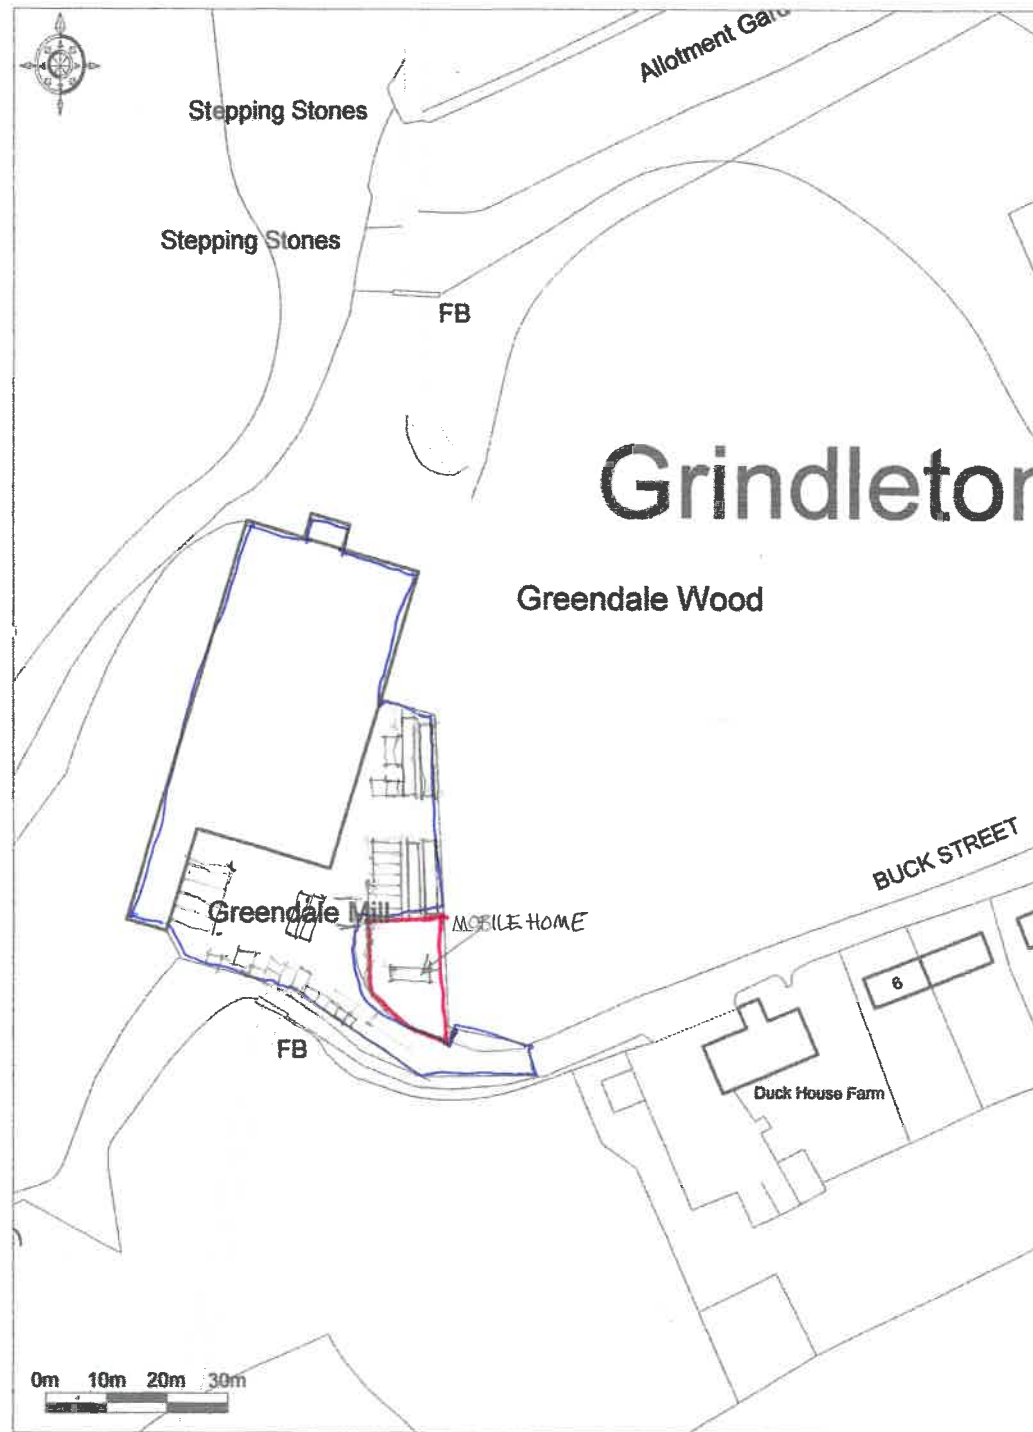 Allotment Gard
Stepping Stones
Stepping Stones
FB
Grindleton
Greendale Wood
BUCK STREET
Greendale Mill
MOBILE HOME
6
FB
Duck House Farm
0m 10m 20m 30m